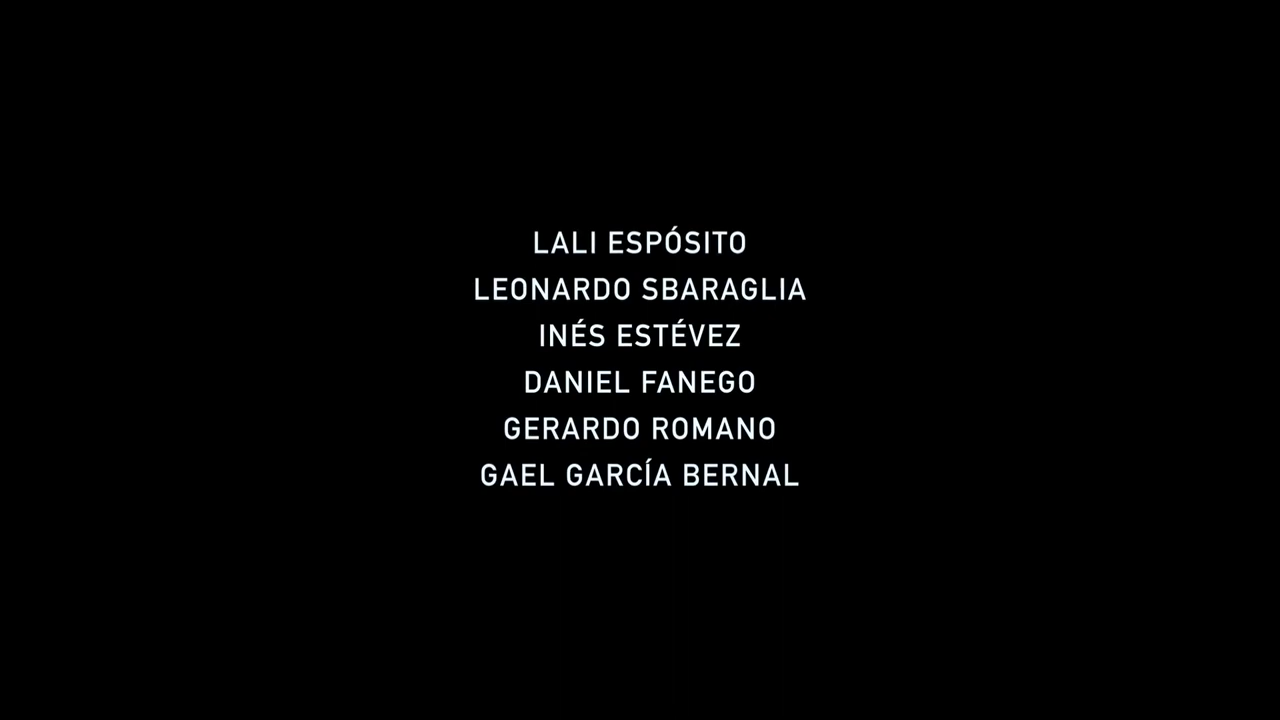 LALI ESPÓSITO
LEONARDO SBARAGLIA
INÉS ESTÉVEZ
DANIEL FANEGO
GERARDO ROMANO
GAEL GARCÍA BERNAL